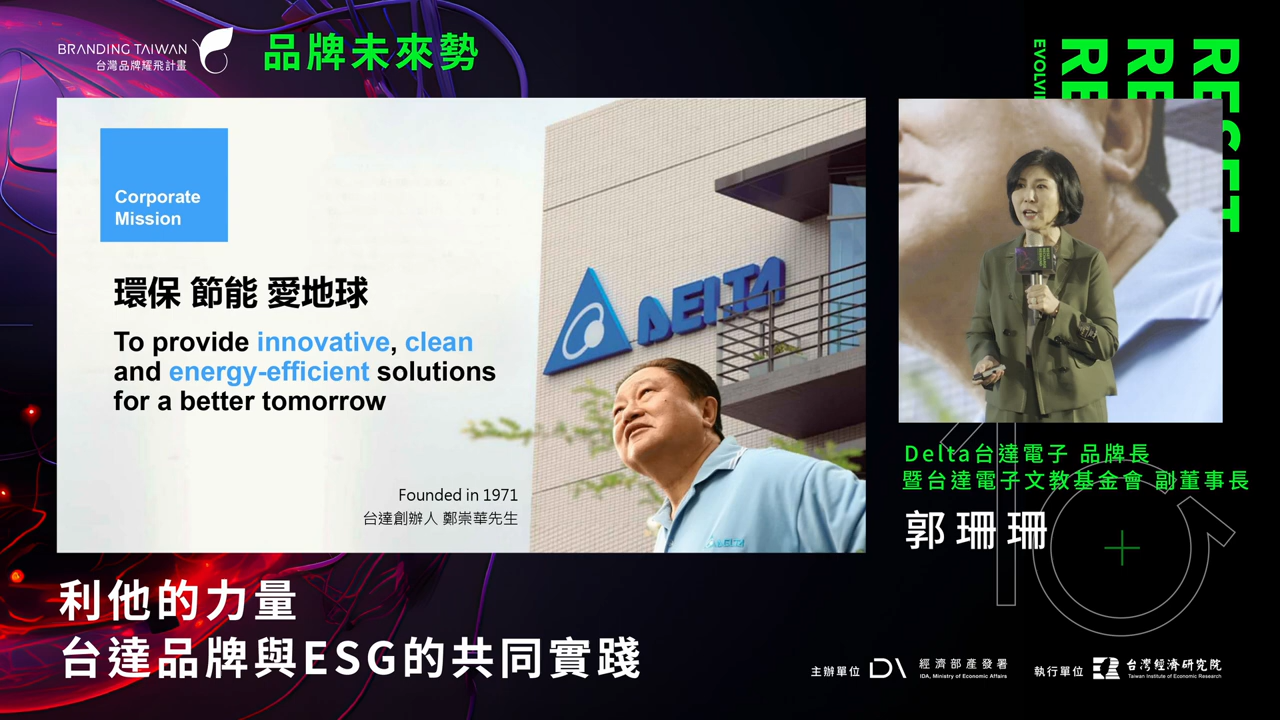 BRANDING TAIWAN
台灣品牌耀飛計畫
品牌未來勢
Corporate
Mission
環保 節能 愛地球
To provide innovative, clean
and energy-efficient solutions
for a better tomorrow
Founded in 1971
台達創辦人 鄭崇華先生
DELTA
RESET
Delta台達電子 品牌長
暨台達電子文教基金會 副董事長
郭珊珊
利他的力量
台達品牌與ESG的共同實踐
主辦單位
經濟部產發署
IDA, Ministry of Economic Affairs
執行單位
台灣經濟研究院
Taiwan Institute of Economic Research